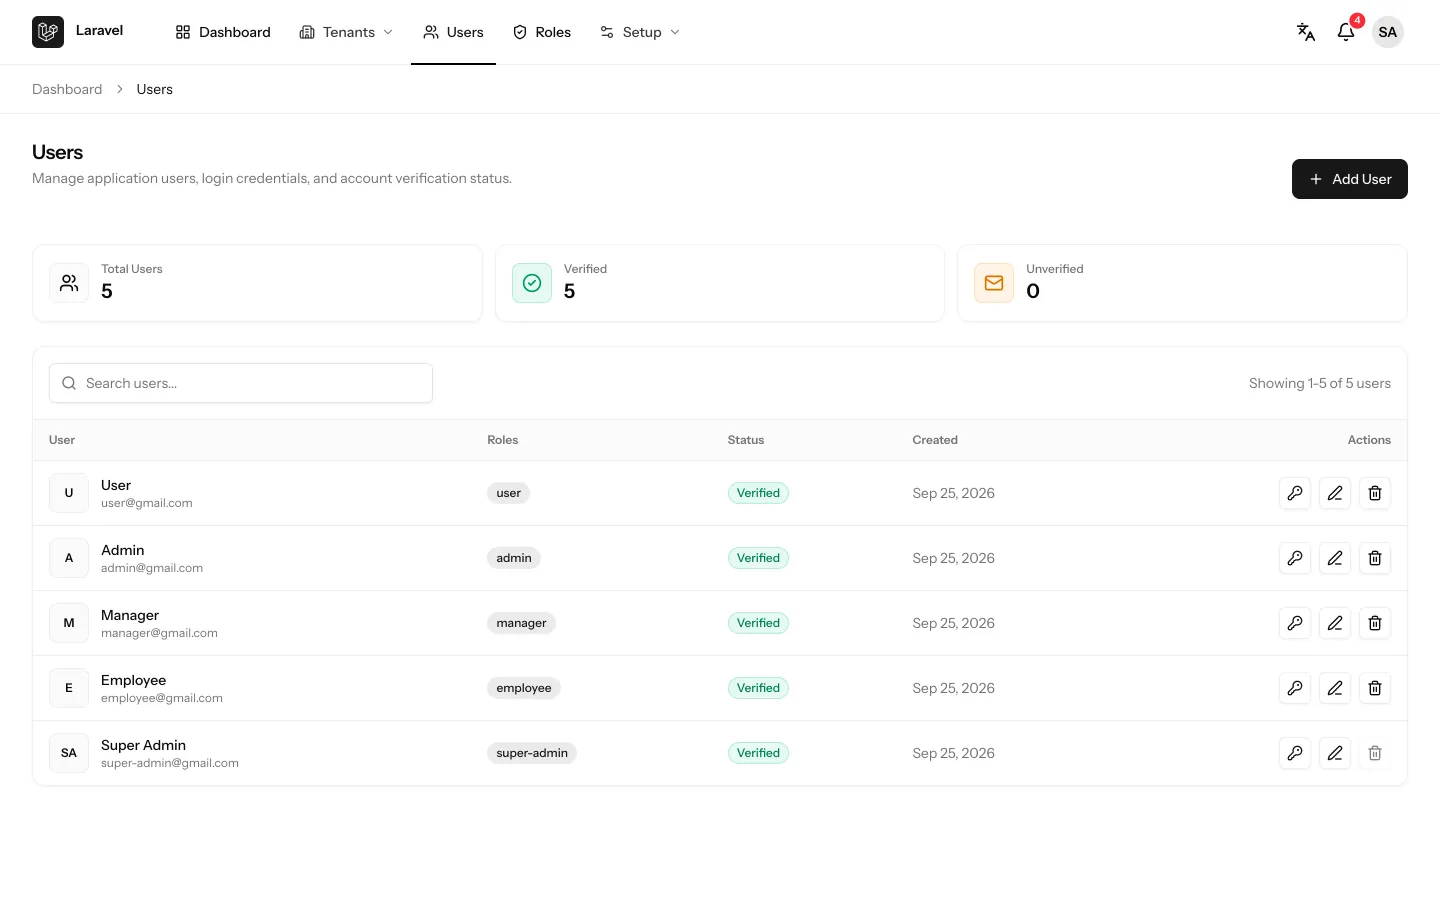 Laravel
Dashboard
Tenants
Users
Roles
Setup
4
SA
Dashboard
Users
Users
Manage application users, login credentials, and account verification status.
Add User
Total Users
5
Verified
5
Unverified
0
Search users...
Showing 1-5 of 5 users
User Roles Status Created Actions
U
User
user@gmail.com
user
Verified
Sep 25, 2026
A
Admin
admin@gmail.com
admin
Verified
Sep 25, 2026
M
Manager
manager@gmail.com
manager
Verified
Sep 25, 2026
E
Employee
employee@gmail.com
employee
Verified
Sep 25, 2026
SA
Super Admin
super-admin@gmail.com
super-admin
Verified
Sep 25, 2026